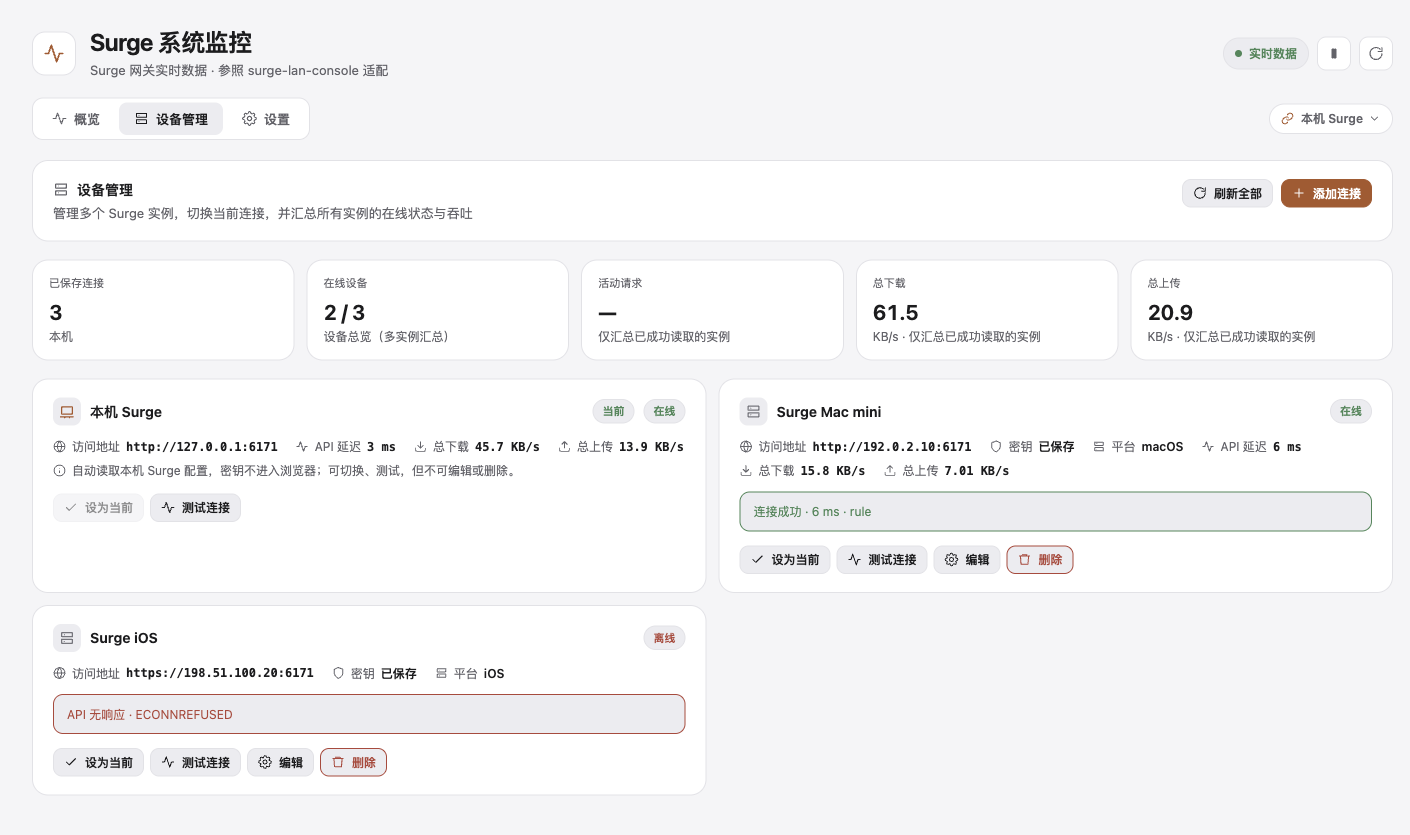 Surge 系统监控
Surge 网关实时数据 · 参照 surge-lan-console 适配
实时数据
概览
设备管理
设置
本机 Surge
设备管理
管理多个 Surge 实例，切换当前连接，并汇总所有实例的在线状态与吞吐
刷新全部
添加连接
已保存连接
3
本机
在线设备
2 / 3
设备总览（多实例汇总）
活动请求
—
仅汇总已成功读取的实例
总下载
61.5
KB/s · 仅汇总已成功读取的实例
总上传
20.9
KB/s · 仅汇总已成功读取的实例
本机 Surge
当前
在线
访问地址 http://127.0.0.1:6171 API 延迟 3 ms 总下载 45.7 KB/s 总上传 13.9 KB/s
自动读取本机 Surge 配置，密钥不进入浏览器；可切换、测试，但不可编辑或删除。
设为当前
测试连接
Surge Mac mini
在线
访问地址 http://192.0.2.10:6171 密钥 已保存 平台 macOS API 延迟 6 ms
总下载 15.8 KB/s 总上传 7.01 KB/s
连接成功 · 6 ms · rule
设为当前
测试连接
编辑
删除
Surge iOS
离线
访问地址 https://198.51.100.20:6171 密钥 已保存 平台 iOS
API 无响应 · ECONNREFUSED
设为当前
测试连接
编辑
删除